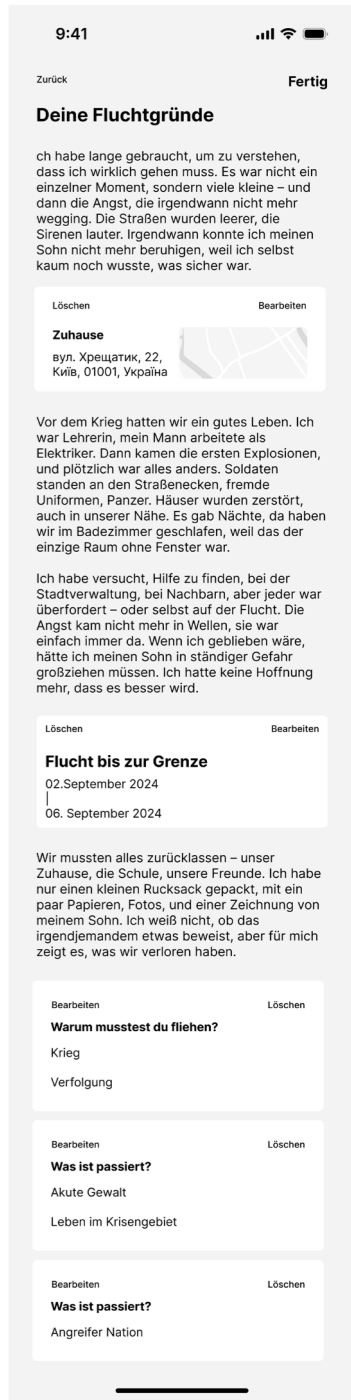 9:41
Zurück
Fertig
Deine Fluchtgründe
ch habe lange gebraucht, um zu verstehen,
dass ich wirklich gehen muss. Es war nicht ein
einzelner Moment, sondern viele kleine – und
dann die Angst, die irgendwann nicht mehr
wegging. Die Straßen wurden leerer, die
Sirenen lauter. Irgendwann konnte ich meinen
Sohn nicht mehr beruhigen, weil ich selbst
kaum noch wusste, was sicher war.
Löschen
Bearbeiten
Zuhause
вул. Хрещатик, 22,
Київ, 01001, Україна
Vor dem Krieg hatten wir ein gutes Leben. Ich
war Lehrerin, mein Mann arbeitete als
Elektriker. Dann kamen die ersten Explosionen,
und plötzlich war alles anders. Soldaten
standen an den Straßenecken, fremde
Uniformen, Panzer. Häuser wurden zerstört,
auch in unserer Nähe. Es gab Nächte, da haben
wir im Badezimmer geschlafen, weil das der
einzige Raum ohne Fenster war.
Ich habe versucht, Hilfe zu finden, bei der
Stadtverwaltung, bei Nachbarn, aber jeder war
überfordert – oder selbst auf der Flucht. Die
Angst kam nicht mehr in Wellen, sie war
einfach immer da. Wenn ich geblieben wäre,
hätte ich meinen Sohn in ständiger Gefahr
großziehen müssen. Ich hatte keine Hoffnung
mehr, dass es besser wird.
Löschen
Bearbeiten
Flucht bis zur Grenze
02.September 2024
|
06. September 2024
Wir mussten alles zurücklassen – unser
Zuhause, die Schule, unsere Freunde. Ich habe
nur einen kleinen Rucksack gepackt, mit ein
paar Papieren, Fotos, und einer Zeichnung von
meinem Sohn. Ich weiß nicht, ob das
irgendjemandem etwas beweist, aber für mich
zeigt es, was wir verloren haben.
Bearbeiten
Löschen
Warum musstest du fliehen?
Krieg
Verfolgung
Bearbeiten
Löschen
Was ist passiert?
Akute Gewalt
Leben im Krisengebiet
Bearbeiten
Löschen
Was ist passiert?
Angreifer Nation